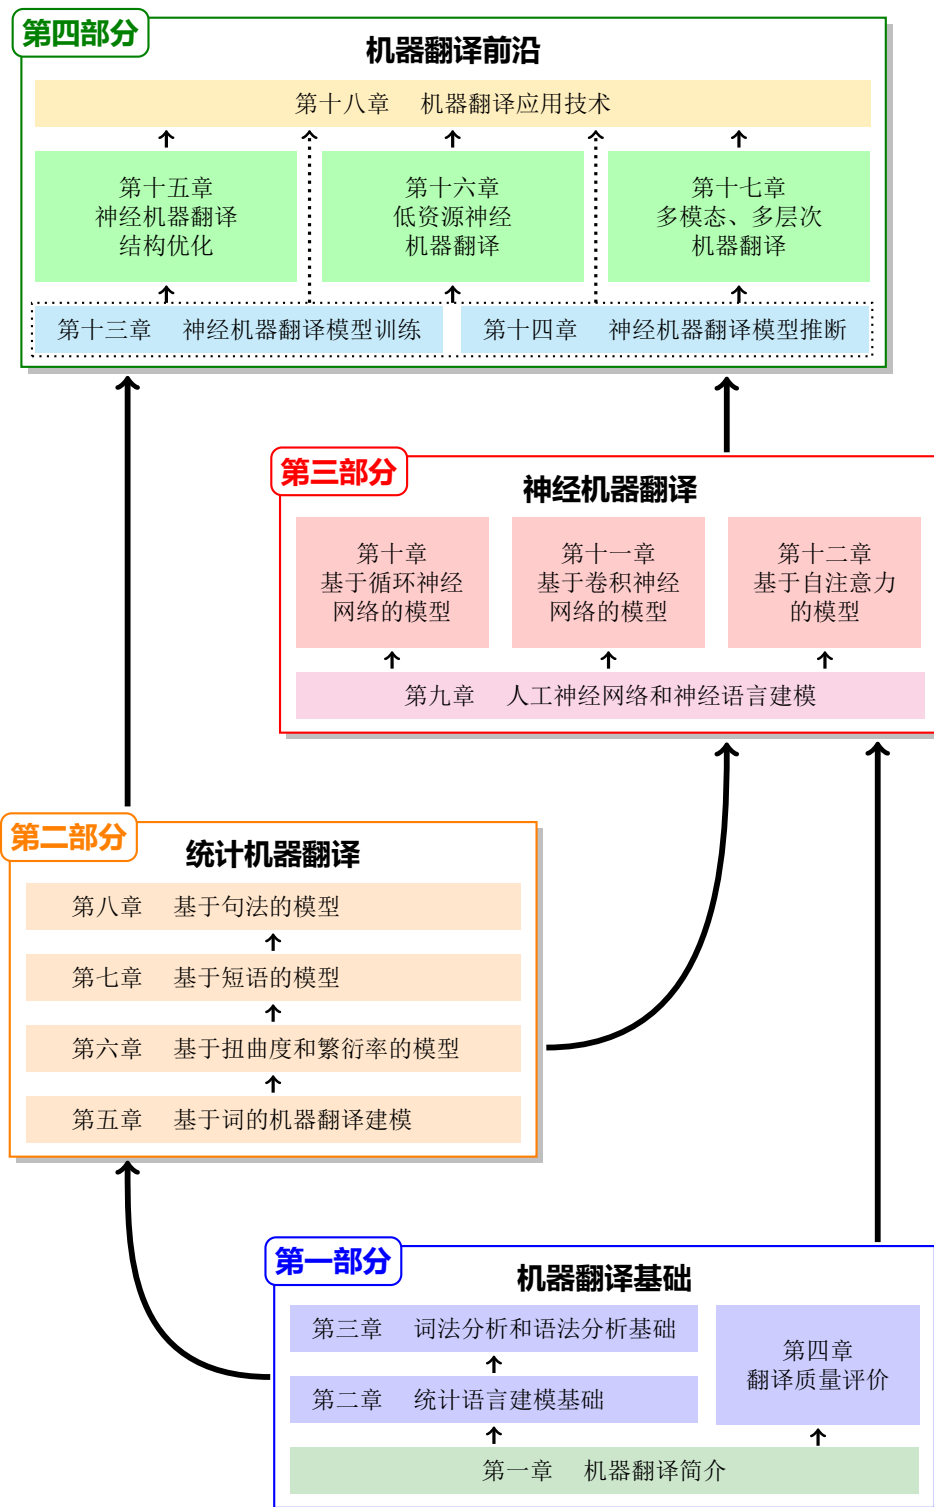 第四部分
机器翻译前沿
第十八章 机器翻译应用技术
第十五章
神经机器翻译
结构优化
第十六章
低资源神经
机器翻译
第十七章
多模态、多层次
机器翻译
第十三章 神经机器翻译模型训练
第十四章 神经机器翻译模型推断
第三部分
神经机器翻译
第十章
基于循环神经
网络的模型
第十一章
基于卷积神经
网络的模型
第十二章
基于自注意力
的模型
第九章 人工神经网络和神经语言建模
第二部分
统计机器翻译
第八章 基于句法的模型
第七章 基于短语的模型
第六章 基于扭曲度和繁衍率的模型
第五章 基于词的机器翻译建模
第一部分
机器翻译基础
第三章 词法分析和语法分析基础
第二章 统计语言建模基础
第四章
翻译质量评价
第一章 机器翻译简介